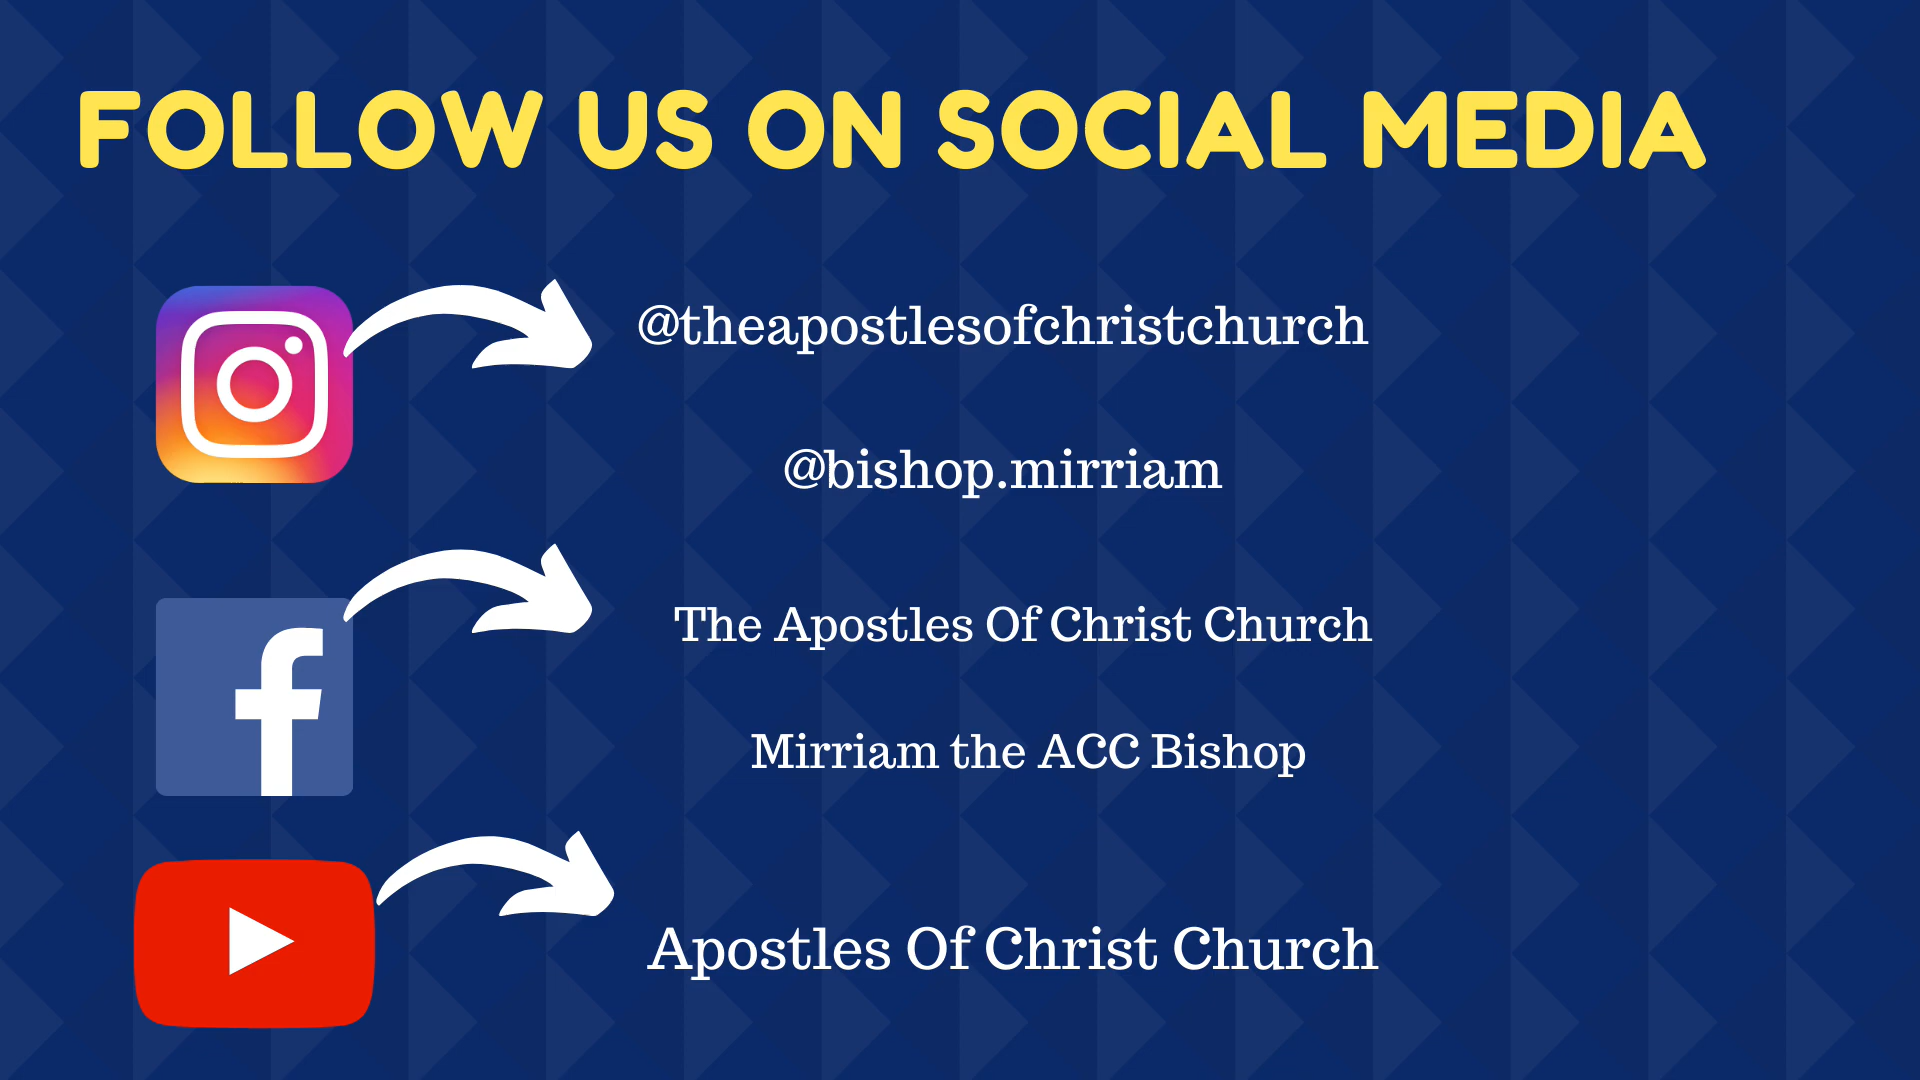 FOLLOW US ON SOCIAL MEDIA
@theapostlesofchristchurch
@bishop.mirriam
The Apostles Of Christ Church
Mirriam the ACC Bishop
Apostles Of Christ Church